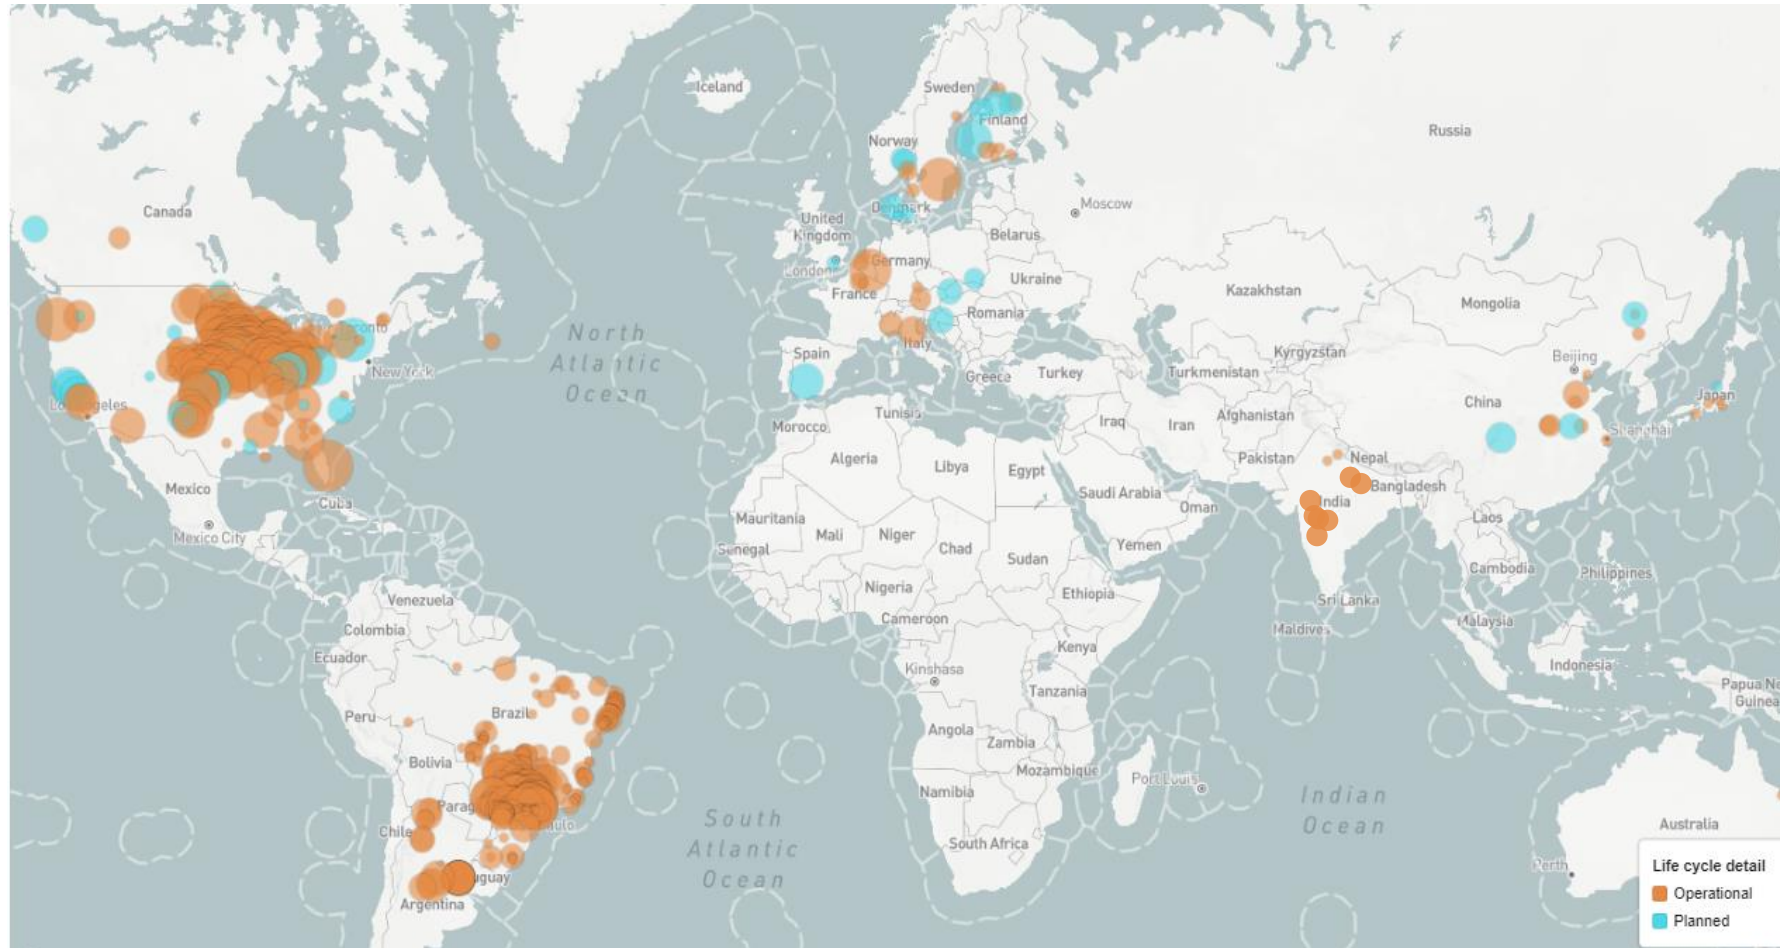 Iceland
Sweden
Finland
Norway
Russia
Canada
Moscow
Denmark
United
Kingdom
Belarus
London
Germany
Ukraine
France
Kazakhstan
Mongolia
Romania
Toronto
North
Atlantic
Ocean
Italy
Spain
Kyrgyzstan
Beijing
New York
Greece
Turkey
Turkmenistan
Japan
Los Angeles
Tunisia
China
Morocco
Iraq
Iran
Afghanistan
Shanghai
Algeria
Libya
Egypt
Pakistan
Nepal
Mexico
Saudi Arabia
Bangladesh
Cuba
India
Oman
Mauritania
Mali
Niger
Laos
Mexico City
Senegal
Chad
Yemen
Sudan
Cambodia
Philippines
Nigeria
Ethiopia
Venezuela
Sri Lanka
Cameroon
Malaysia
Colombia
Maldives
Kenya
Ecuador
Kinshasa
Indonesia
Tanzania
Papua Ne
Guinea
Peru
Brazil
Angola
Zambia
Bolivia
Mozambique
Port Louis
Namibia
Indian
Ocean
Parag
South
Atlantic
Ocean
ulo
Chile
Australia
South Africa
Perth
uguay
Argentina
Life cycle detail
Operational
Planned